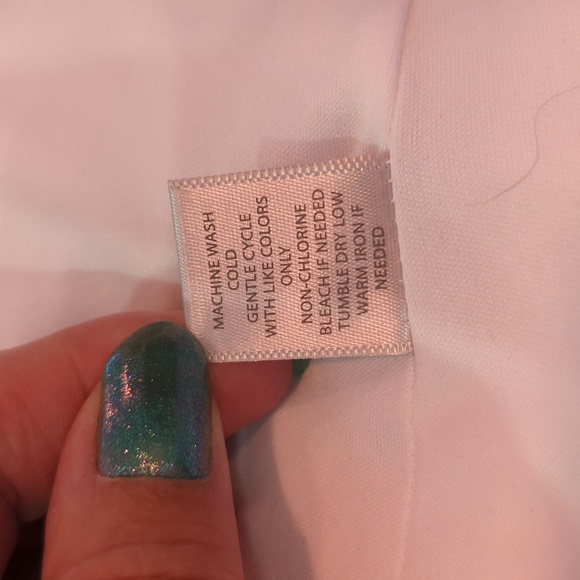 MACHINE WASH
COLD
GENTLE CYCLE
WITH LIKE COLORS
ONLY
NON-CHLORINE
BLEACH IF NEEDED
TUMBLE DRY LOW
WARM IRON IF
NEEDED